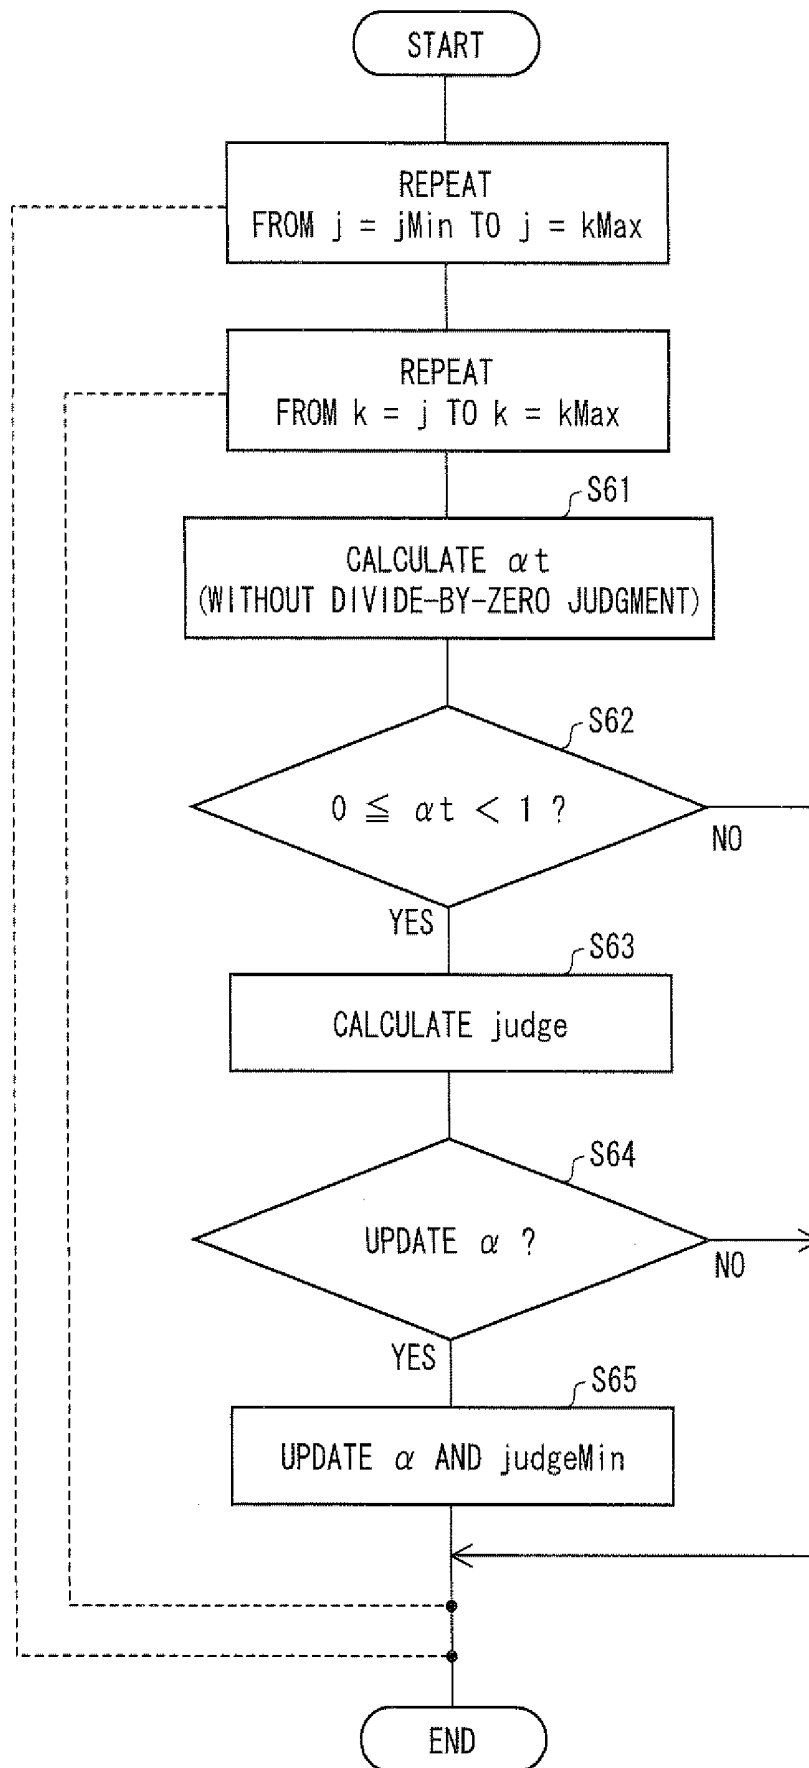 START
REPEAT
FROM j = jMin TO j = kMax
REPEAT
FROM k = j TO k = kMax
S61
CALCULATE αt
(WITHOUT DIVIDE-BY-ZERO JUDGMENT)
S62
0 ≦ αt < 1 ?
NO
YES
S63
CALCULATE judge
S64
UPDATE α ?
NO
YES
S65
UPDATE α AND judgeMin
END